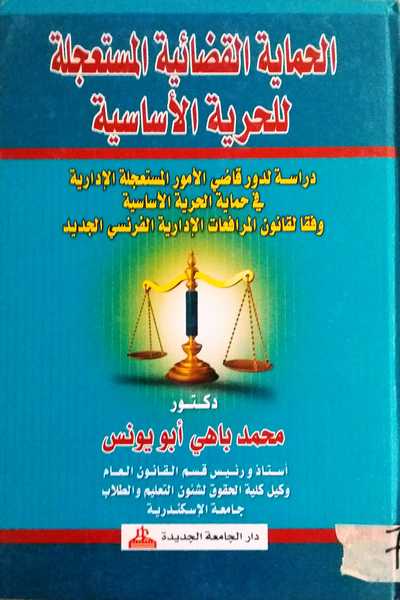 الحماية القضائية المستعجلة
للحرية الأساسية
دراسة لدور قاضي الأمور المستعجلة الإدارية
في حماية الحرية الأساسية
وفقا لقانون المرافعات الإدارية الفرنسي الجديد
دكتور
محمد باهي أبو يونس
أستاذ ورئيس قسم القانون العام
وكيل كلية الحقوق لشئون التعليم والطلاب
جامعة الإسكندرية
دار الجامعة الجديدة